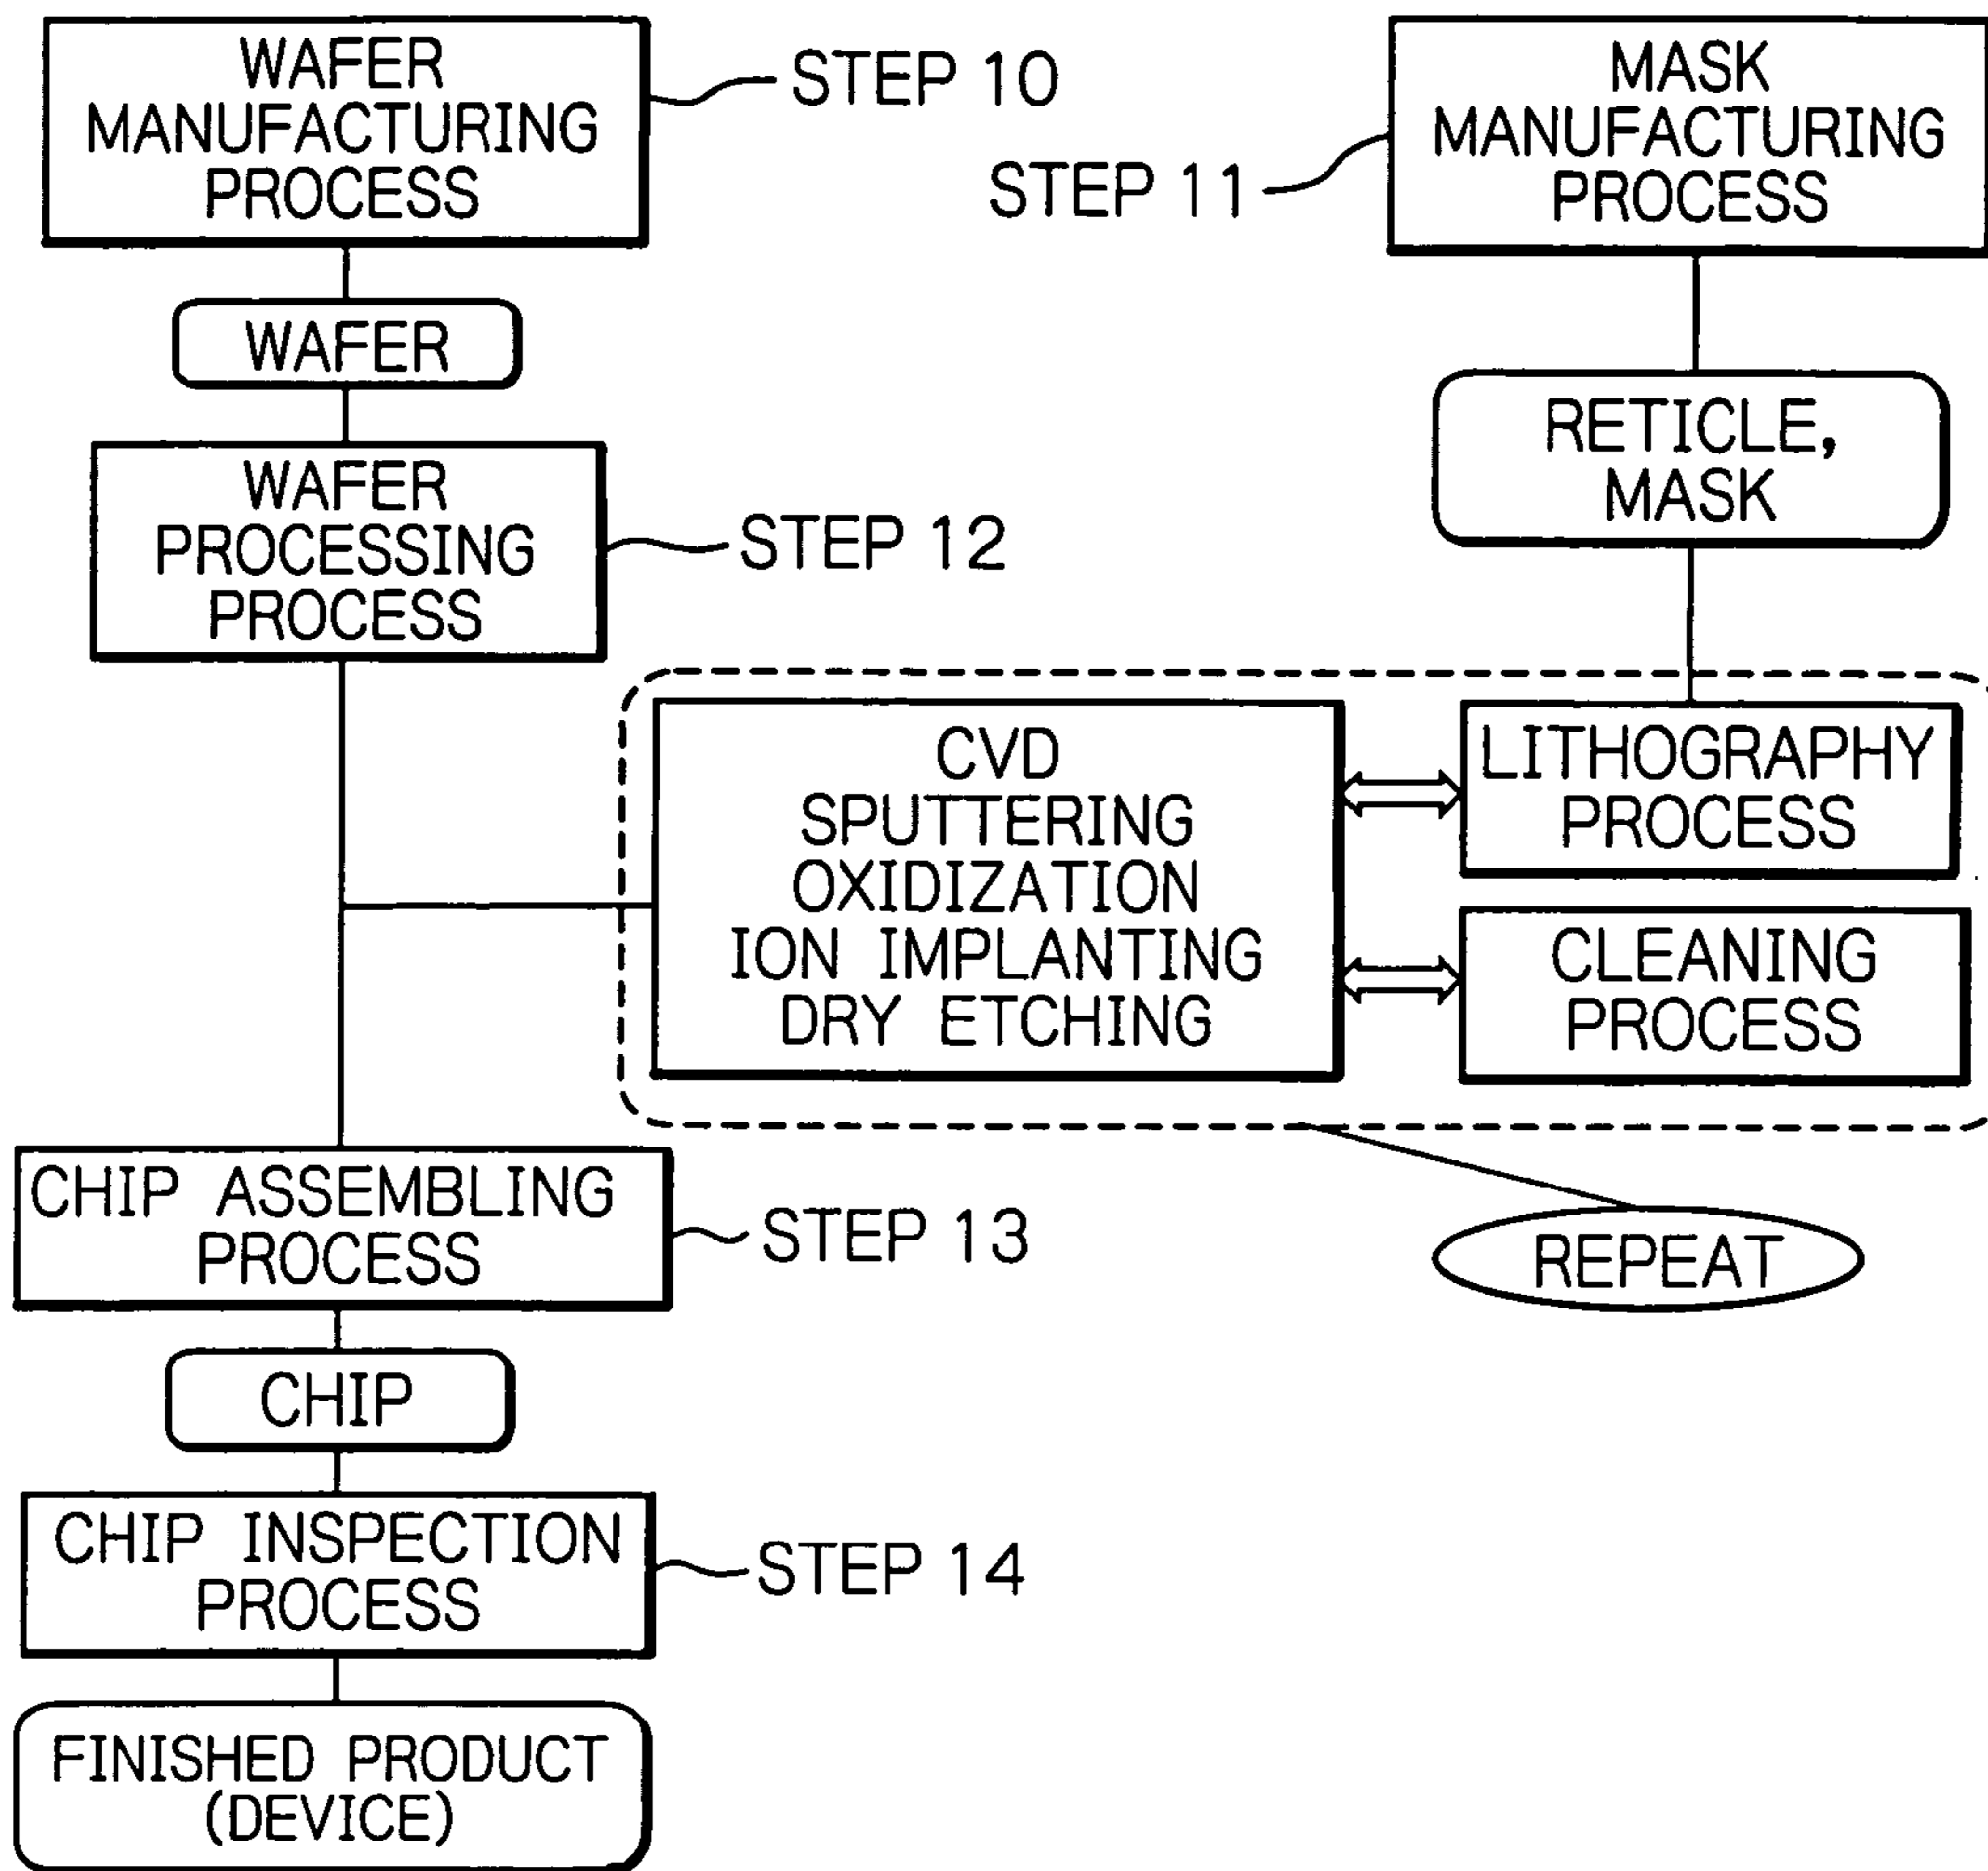 WAFER
MANUFACTURING
PROCESS
STEP 10
MASK
MANUFACTURING
PROCESS
STEP 11
WAFER
RETICLE,
MASK
WAFER
PROCESSING
PROCESS
STEP 12
CVD
SPUTTERING
OXIDIZATION
ION IMPLANTING
DRY ETCHING
LITHOGRAPHY
PROCESS
CLEANING
PROCESS
REPEAT
CHIP ASSEMBLING
PROCESS
STEP 13
CHIP
CHIP INSPECTION
PROCESS
STEP 14
FINISHED PRODUCT
(DEVICE)